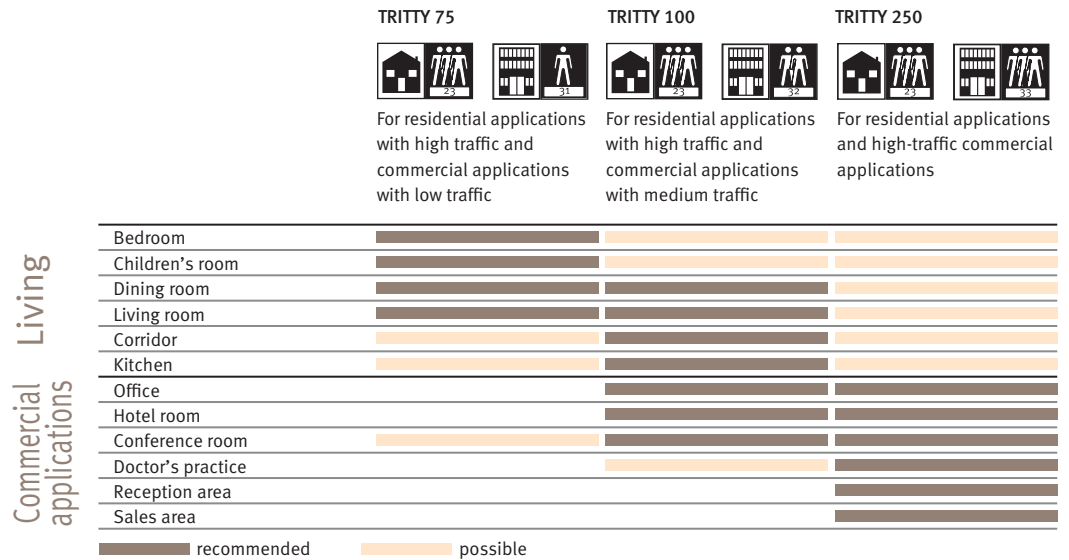 TRITTY 75
TRITTY 100
TRITTY 250
23
31
23
32
23
33
For residential applications
with high traffic and
commercial applications
with low traffic
For residential applications
with high traffic and
commercial applications
with medium traffic
For residential applications
and high-traffic commercial
applications
Living
Bedroom
Children's room
Dining room
Living room
Corridor
Kitchen
Commercial
applications
Office
Hotel room
Conference room
Doctor's practice
Reception area
Sales area
recommended
possible